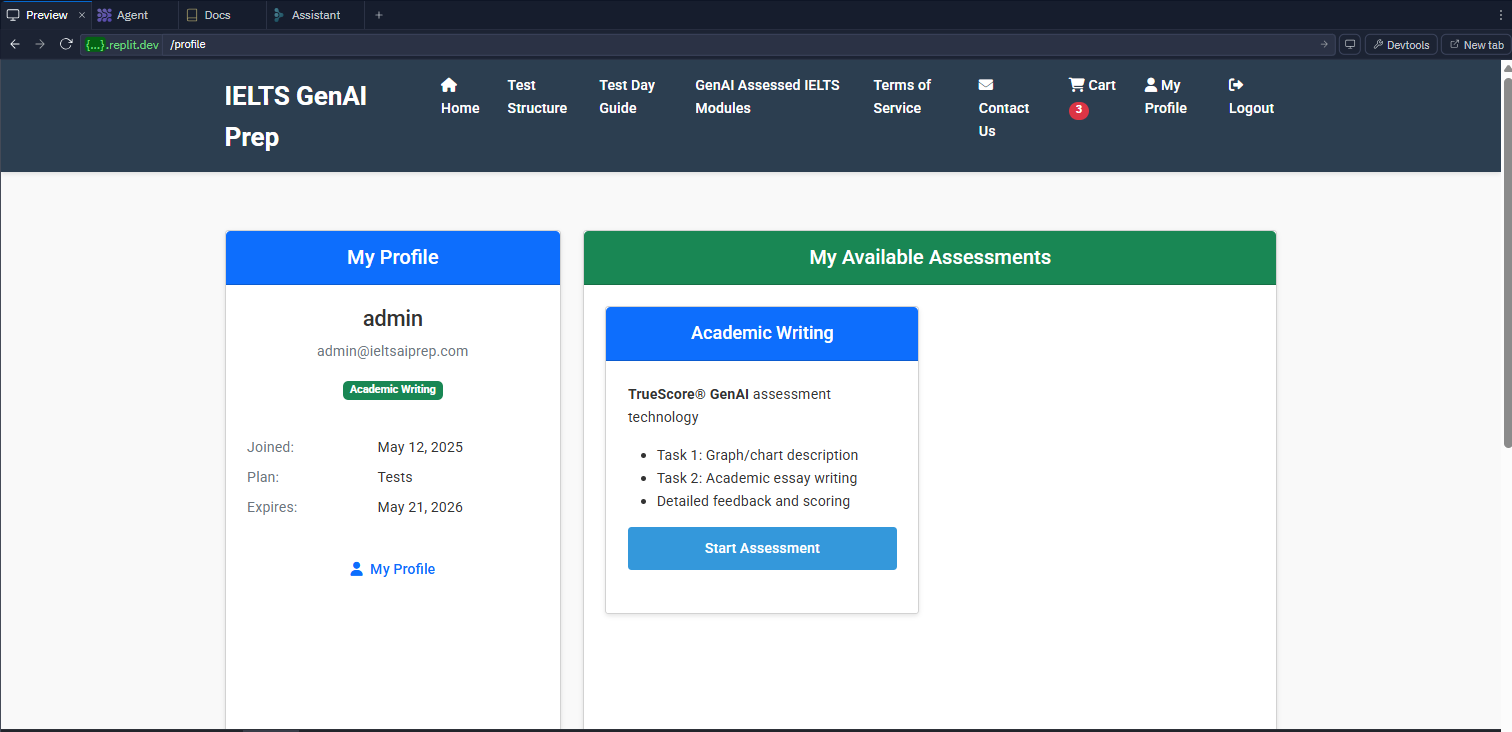 Preview
Agent
Docs
Assistant
{...}.replit.dev /profile
Devtools
New tab
IELTS GenAI
Prep
Home
Test
Structure
Test Day
Guide
GenAI Assessed IELTS
Modules
Terms of
Service
Contact
Us
Cart
3
My
Profile
Logout
My Profile
admin
admin@ieltsaiprep.com
Academic Writing
Joined: May 12, 2025
Plan: Tests
Expires: May 21, 2026
My Profile
My Available Assessments
Academic Writing
TrueScore® GenAI assessment
technology
Task 1: Graph/chart description
Task 2: Academic essay writing
Detailed feedback and scoring
Start Assessment